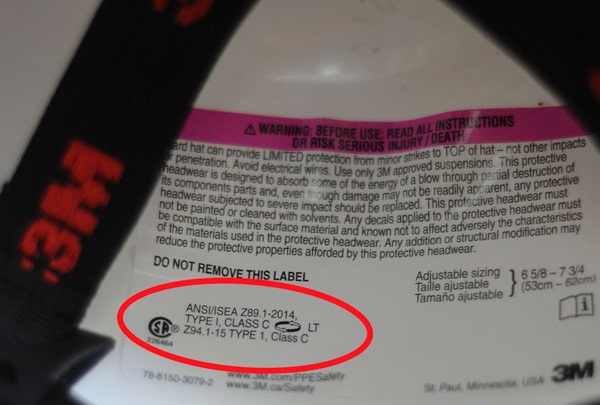 3M
⚠ WARNING: BEFORE USE: READ ALL INSTRUCTIONS
OR RISK SERIOUS INJURY / DEATH
ard hat can provide LIMITED protection from minor strikes to TOP of hat – not other impacts
or penetration. Avoid electrical wires. Use only 3M approved suspensions. This protective
headwear is designed to absorb some of the energy of a blow through partial destruction of
its components parts and, even though damage may not be readily apparent, any protective
headwear subjected to severe impact should be replaced. This protective headwear must
not be painted or cleaned with solvents. Any decals applied to the protective headwear must
be compatible with the surface material and known not to affect adversely the characteristics
of the materials used in the protective headwear. Any addition or structural modification may
reduce the protective properties afforded by this protective headwear.
DO NOT REMOVE THIS LABEL
Adjustable sizing
Taille ajustable
Tamaño ajustable
6 5/8 - 7 3/4
(53cm – 62cm)
ANSI/ISEA Z89.1-2014,
TYPE I, CLASS C LT
Z94.1-15 TYPE 1, Class C
SA®
226464
78-8150-3079-2
www.3M.com/PPESafety
www.3M.ca/Safety
St. Paul, Minnesota, USA
3M